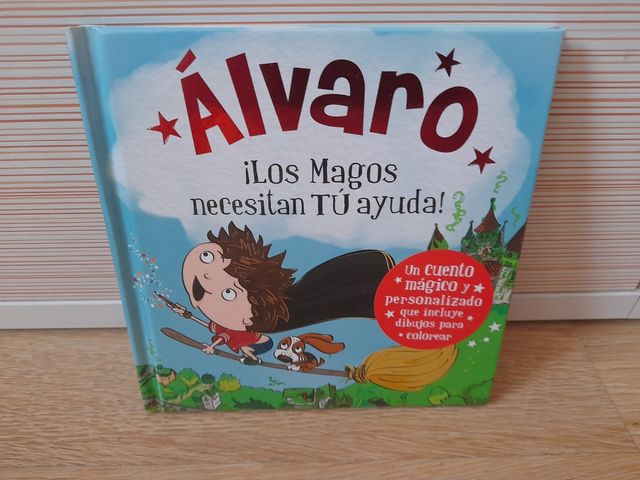 Álvaro
¡Los Magos
necesitan TÚ ayuda!
Un cuento
mágico y
personalizado
que incluye
dibujos para
colorear